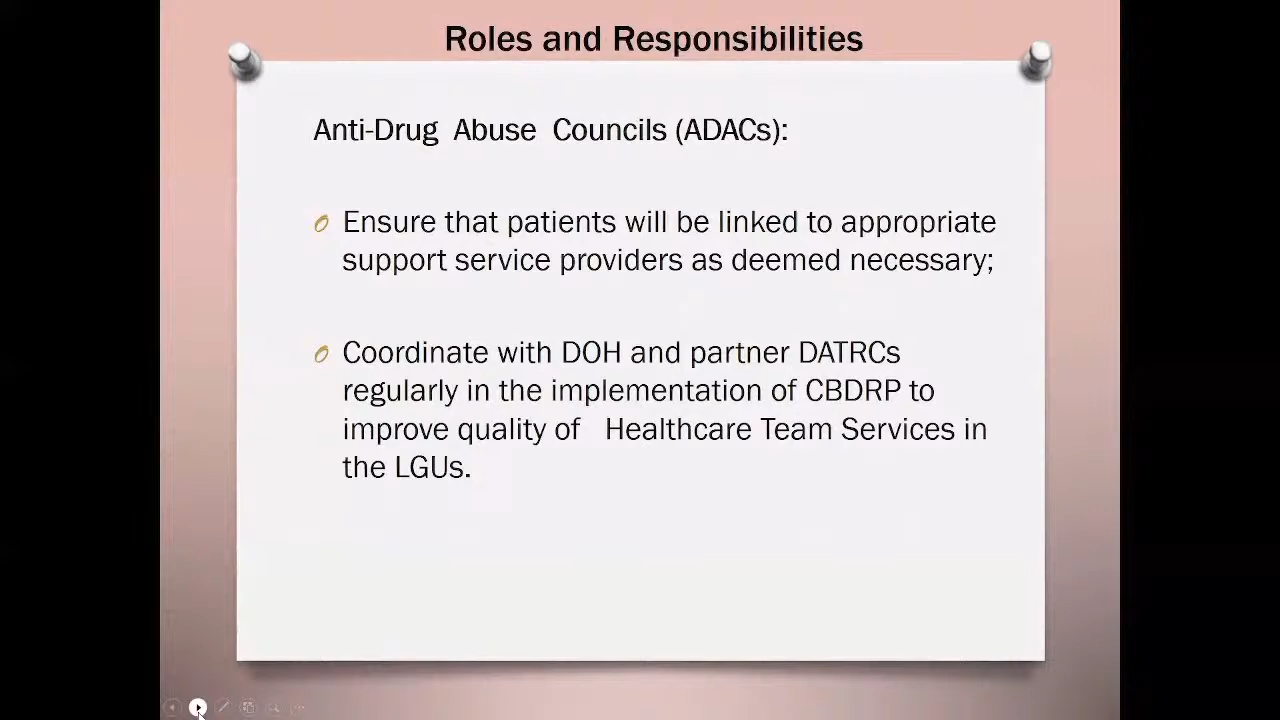 Roles and Responsibilities
Anti-Drug Abuse Councils (ADACs):
Ensure that patients will be linked to appropriate
support service providers as deemed necessary;
Coordinate with DOH and partner DATRCs
regularly in the implementation of CBDRP to
improve quality of Healthcare Team Services in
the LGUs.